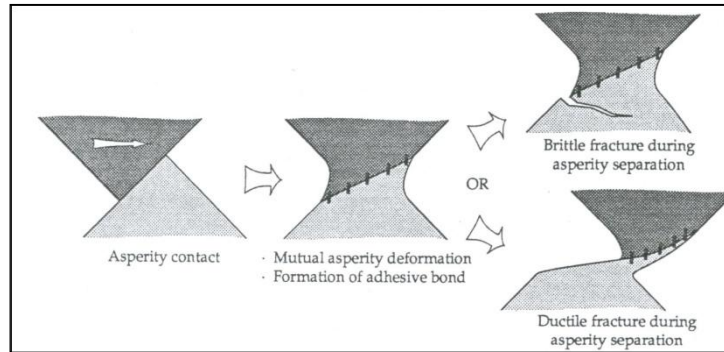 Asperity contact
· Mutual asperity deformation
· Formation of adhesive bond
OR
Brittle fracture during
asperity separation
Ductile fracture during
asperity separation